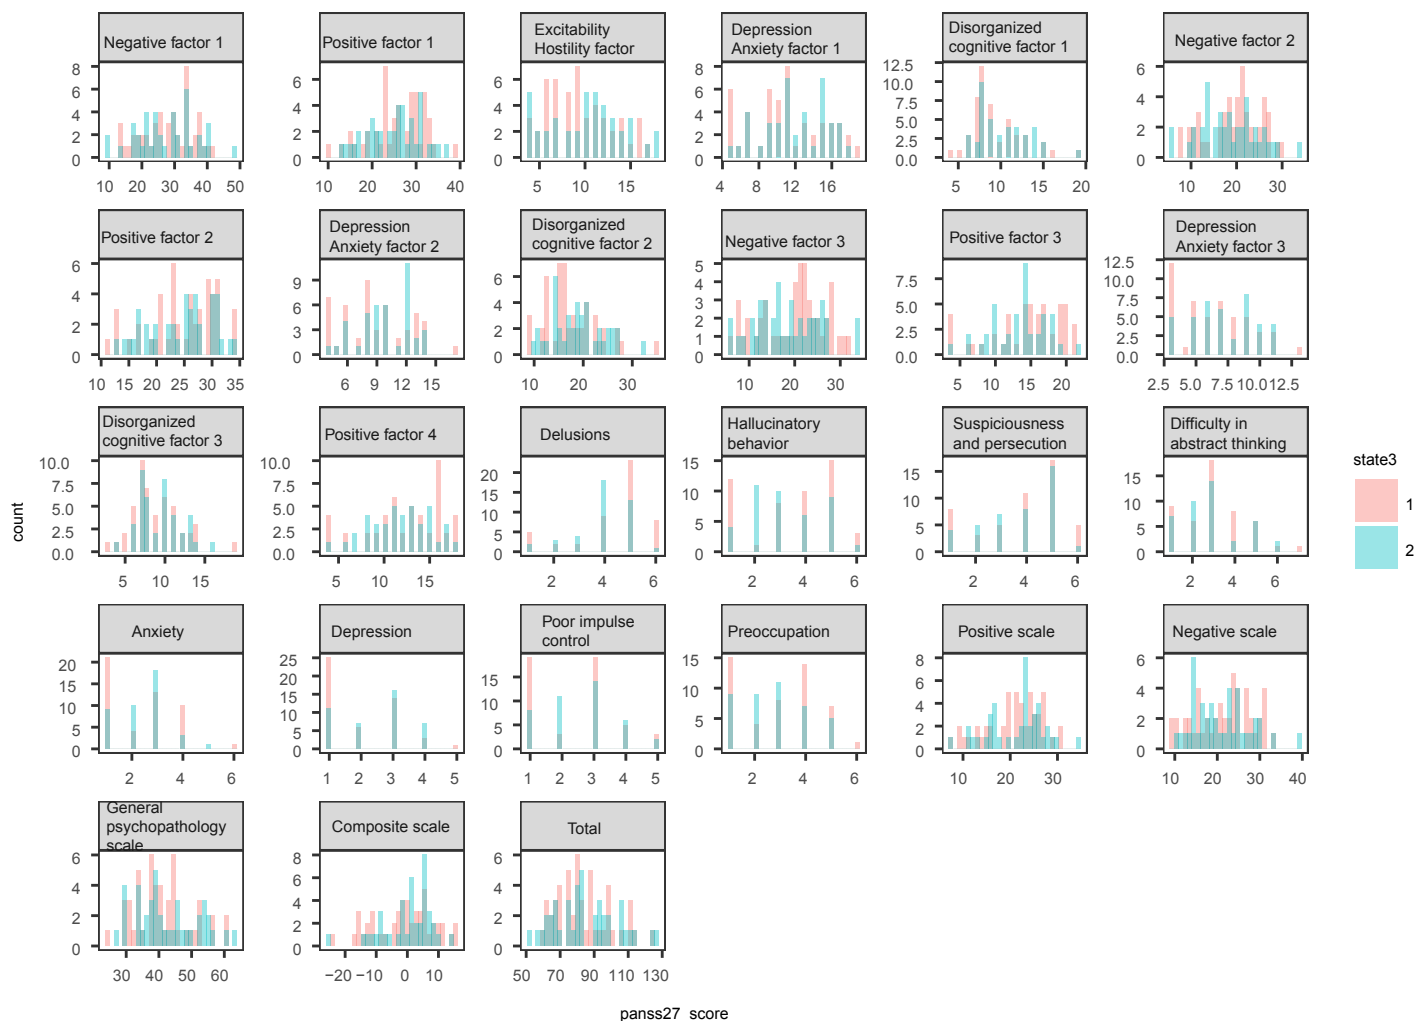 Negative factor 1
Positive factor 1
Excitability
Hostility factor
Depression
Anxiety factor 1
Disorganized
cognitive factor 1
Negative factor 2
8
6
4
2
0
10 20 30 40 50
6
4
2
0
10 20 30 40
6
4
2
0
5 10 15
8
6
4
2
0
4 8 12 16
12.5
10.0
7.5
5.0
2.5
0.0
5 10 15 20
6
4
2
0
10 20 30
Positive factor 2
Depression
Anxiety factor 2
Disorganized
cognitive factor 2
Negative factor 3
Positive factor 3
Depression
Anxiety factor 3
6
4
2
0
10 15 20 25 30 35
9
6
3
0
6 9 12 15
6
4
2
0
10 20 30
5
4
3
2
1
0
10 20 30
7.5
5.0
2.5
0.0
5 10 15 20
12.5
10.0
7.5
5.0
2.5
0.0
2.5 5.0 7.5 10.0 12.5
Disorganized
cognitive factor 3
Positive factor 4
Delusions
Hallucinatory
behavior
Suspiciousness
and persecution
Difficulty in
abstract thinking
10.0
7.5
5.0
2.5
0.0
5 10 15
10.0
7.5
5.0
2.5
0.0
5 10 15
20
15
10
5
0
2 4 6
15
10
5
0
2 4 6
15
10
5
0
2 4 6
15
10
5
0
2 4 6
Anxiety
Depression
Poor impulse
control
Preoccupation
Positive scale
Negative scale
20
15
10
5
0
2 4 6
25
20
15
10
5
0
1 2 3 4 5
15
10
5
0
1 2 3 4 5
15
10
5
0
2 4 6
8
6
4
2
0
10 20 30
6
4
2
0
10 20 30 40
General
psychopathology
scale
Composite scale
Total
6
4
2
0
30 40 50 60
8
6
4
2
0
−20 −10 0 10
6
4
2
0
50 70 90 110 130
count
panss27_score
state3
1
2